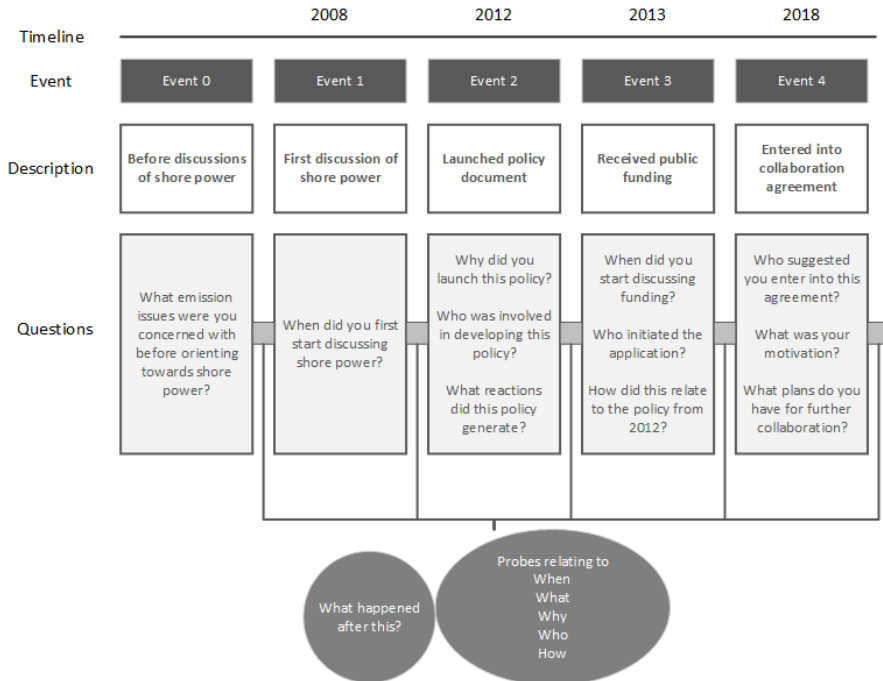 2008
2012
2013
2018
Timeline
Event
Event 0
Event 1
Event 2
Event 3
Event 4
Description
Before discussions
of shore power
First discussion of
shore power
Launched policy
document
Received public
funding
Entered into
collaboration
agreement
Questions
What emission
issues were you
concerned with
before orienting
towards shore
power?
When did you first
start discussing
shore power?
Why did you
launch this policy?
Who was involved
in developing this
policy?
What reactions
did this policy
generate?
When did you
start discussing
funding?
Who initiated the
application?
How did this relate
to the policy from
2012?
Who suggested
you enter into this
agreement?
What was your
motivation?
What plans do you
have for further
collaboration?
What happened
after this?
Probes relating to
When
What
Why
Who
How